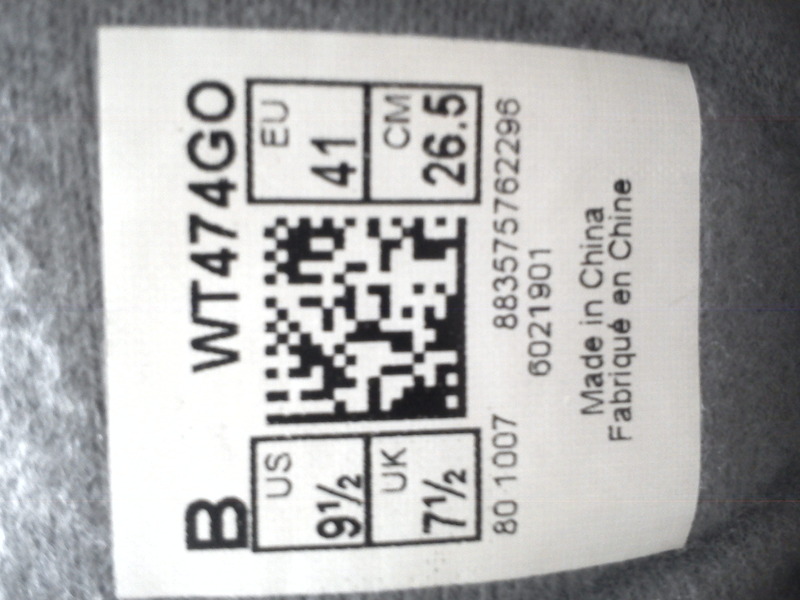 B WT474GO
US EU
9½ 41
UK CM
7½ 26.5
80 1007 883575762296
6021901
Made in China
Fabriqué en Chine